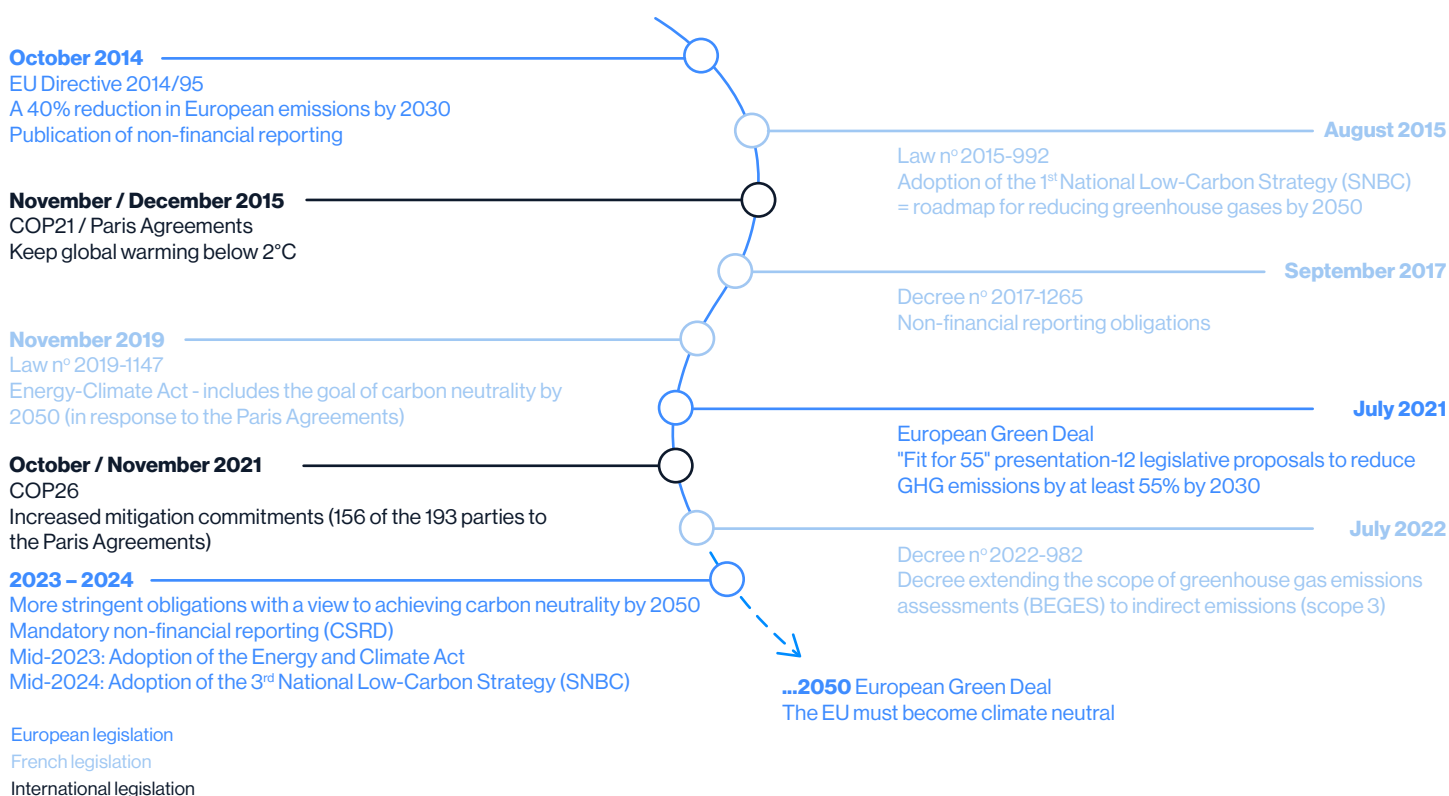 October 2014
EU Directive 2014/95
A 40% reduction in European emissions by 2030
Publication of non-financial reporting
August 2015
Law nº 2015-992
Adoption of the 1st National Low-Carbon Strategy (SNBC)
= roadmap for reducing greenhouse gases by 2050
November / December 2015
COP21 / Paris Agreements
Keep global warming below 2°C
September 2017
Decree nº 2017-1265
Non-financial reporting obligations
November 2019
Law nº 2019-1147
Energy-Climate Act - includes the goal of carbon neutrality by
2050 (in response to the Paris Agreements)
July 2021
European Green Deal
"Fit for 55" presentation-12 legislative proposals to reduce
GHG emissions by at least 55% by 2030
October / November 2021
COP26
Increased mitigation commitments (156 of the 193 parties to
the Paris Agreements)
July 2022
Decree nº 2022-982
Decree extending the scope of greenhouse gas emissions
assessments (BEGES) to indirect emissions (scope 3)
2023 – 2024
More stringent obligations with a view to achieving carbon neutrality by 2050
Mandatory non-financial reporting (CSRD)
Mid-2023: Adoption of the Energy and Climate Act
Mid-2024: Adoption of the 3rd National Low-Carbon Strategy (SNBC)
...2050 European Green Deal
The EU must become climate neutral
European legislation
French legislation
International legislation